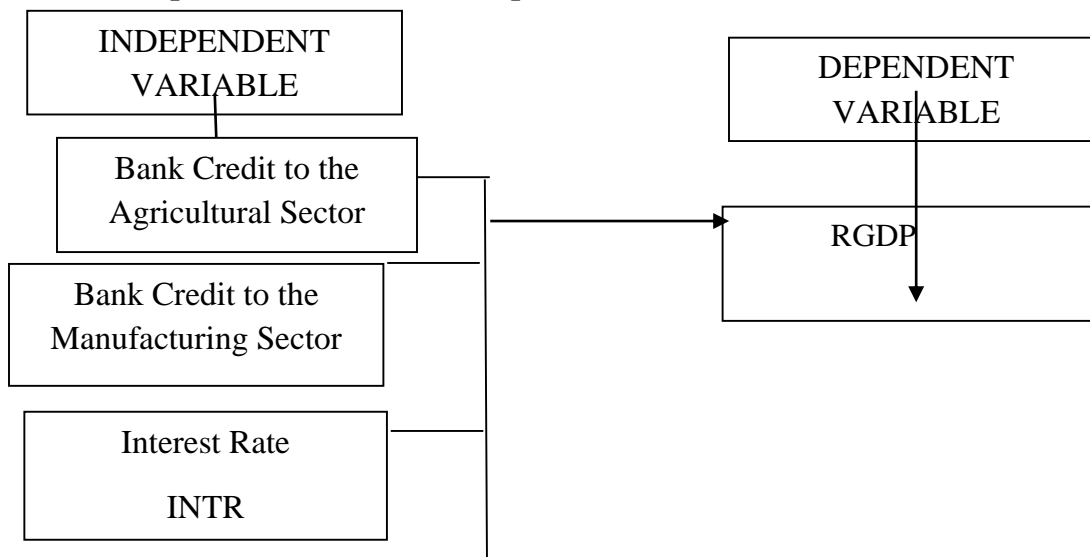 INDEPENDENT
VARIABLE
DEPENDENT
VARIABLE
Bank Credit to the
Agricultural Sector
RGDP
Bank Credit to the
Manufacturing Sector
Interest Rate
INTR